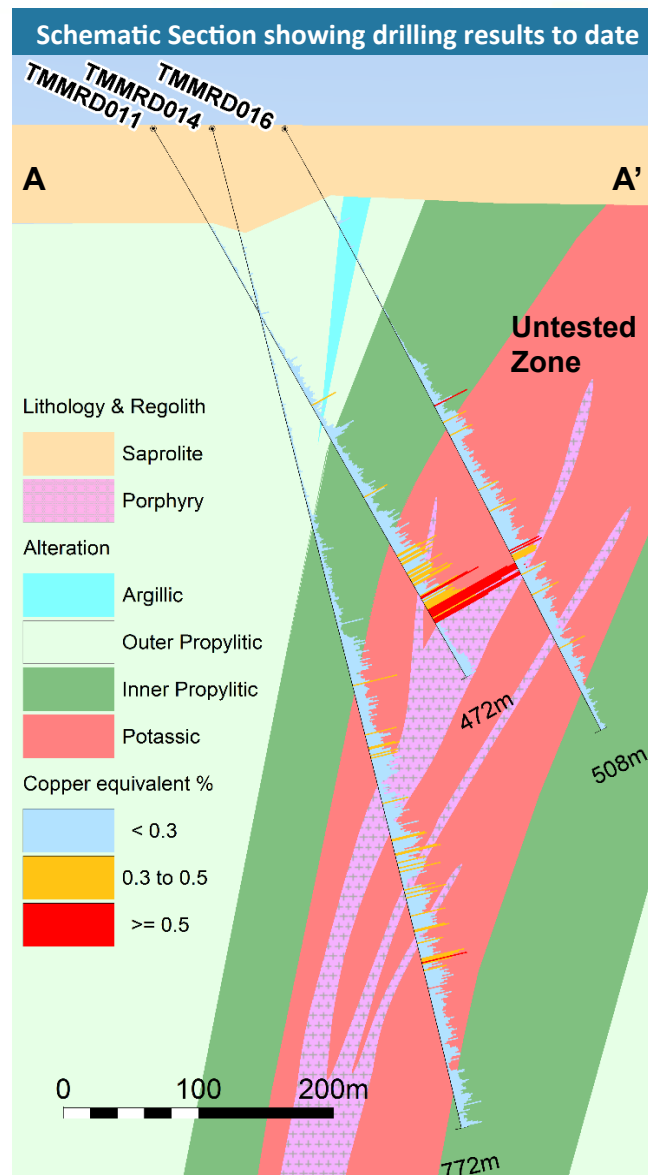 Schematic Section showing drilling results to date
TMMRD011
TMMRD014
TMMRD016
A
A'
Untested
Zone
Lithology & Regolith
Saprolite
Porphyry
Alteration
Argillic
Outer Propylitic
Inner Propylitic
Potassic
Copper equivalent %
< 0.3
0.3 to 0.5
>= 0.5
472m
508m
0 100 200m
772m